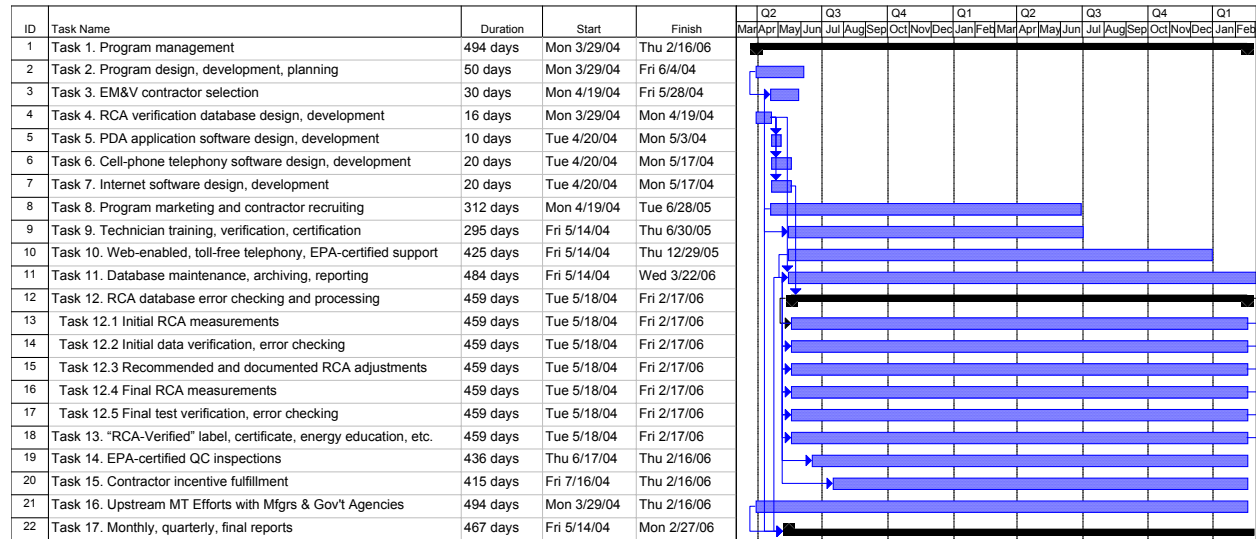 Q2 Q3 Q4 Q1 Q2 Q3 Q4 Q1
ID Task Name Duration Start Finish Mar Apr May Jun Jul Aug Sep Oct Nov Dec Jan Feb Mar Apr May Jun Jul Aug Sep Oct Nov Dec Jan Feb
1 Task 1. Program management 494 days Mon 3/29/04 Thu 2/16/06
2 Task 2. Program design, development, planning 50 days Mon 3/29/04 Fri 6/4/04
3 Task 3. EM&V contractor selection 30 days Mon 4/19/04 Fri 5/28/04
4 Task 4. RCA verification database design, development 16 days Mon 3/29/04 Mon 4/19/04
5 Task 5. PDA application software design, development 10 days Tue 4/20/04 Mon 5/3/04
6 Task 6. Cell-phone telephony software design, development 20 days Tue 4/20/04 Mon 5/17/04
7 Task 7. Internet software design, development 20 days Tue 4/20/04 Mon 5/17/04
8 Task 8. Program marketing and contractor recruiting 312 days Mon 4/19/04 Tue 6/28/05
9 Task 9. Technician training, verification, certification 295 days Fri 5/14/04 Thu 6/30/05
10 Task 10. Web-enabled, toll-free telephony, EPA-certified support 425 days Fri 5/14/04 Thu 12/29/05
11 Task 11. Database maintenance, archiving, reporting 484 days Fri 5/14/04 Wed 3/22/06
12 Task 12. RCA database error checking and processing 459 days Tue 5/18/04 Fri 2/17/06
13 Task 12.1 Initial RCA measurements 459 days Tue 5/18/04 Fri 2/17/06
14 Task 12.2 Initial data verification, error checking 459 days Tue 5/18/04 Fri 2/17/06
15 Task 12.3 Recommended and documented RCA adjustments 459 days Tue 5/18/04 Fri 2/17/06
16 Task 12.4 Final RCA measurements 459 days Tue 5/18/04 Fri 2/17/06
17 Task 12.5 Final test verification, error checking 459 days Tue 5/18/04 Fri 2/17/06
18 Task 13. “RCA-Verified” label, certificate, energy education, etc. 459 days Tue 5/18/04 Fri 2/17/06
19 Task 14. EPA-certified QC inspections 436 days Thu 6/17/04 Thu 2/16/06
20 Task 15. Contractor incentive fulfillment 415 days Fri 7/16/04 Thu 2/16/06
21 Task 16. Upstream MT Efforts with Mfgrs & Gov't Agencies 494 days Mon 3/29/04 Thu 2/16/06
22 Task 17. Monthly, quarterly, final reports 467 days Fri 5/14/04 Mon 2/27/06